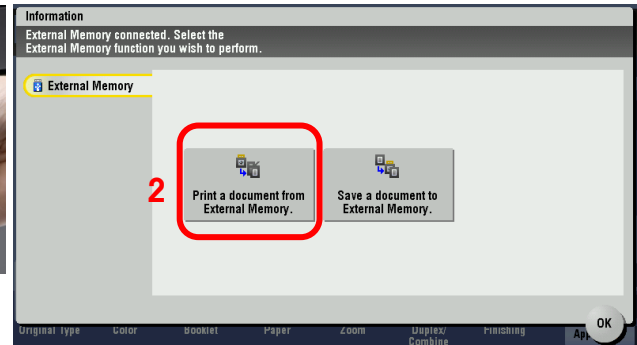 Information
External Memory connected. Select the
External Memory function you wish to perform.
External Memory
2
Print a document from
External Memory.
Save a document to
External Memory.
OK
Original Type Color Booklet Paper Zoom Duplex/
Combine
Finishing